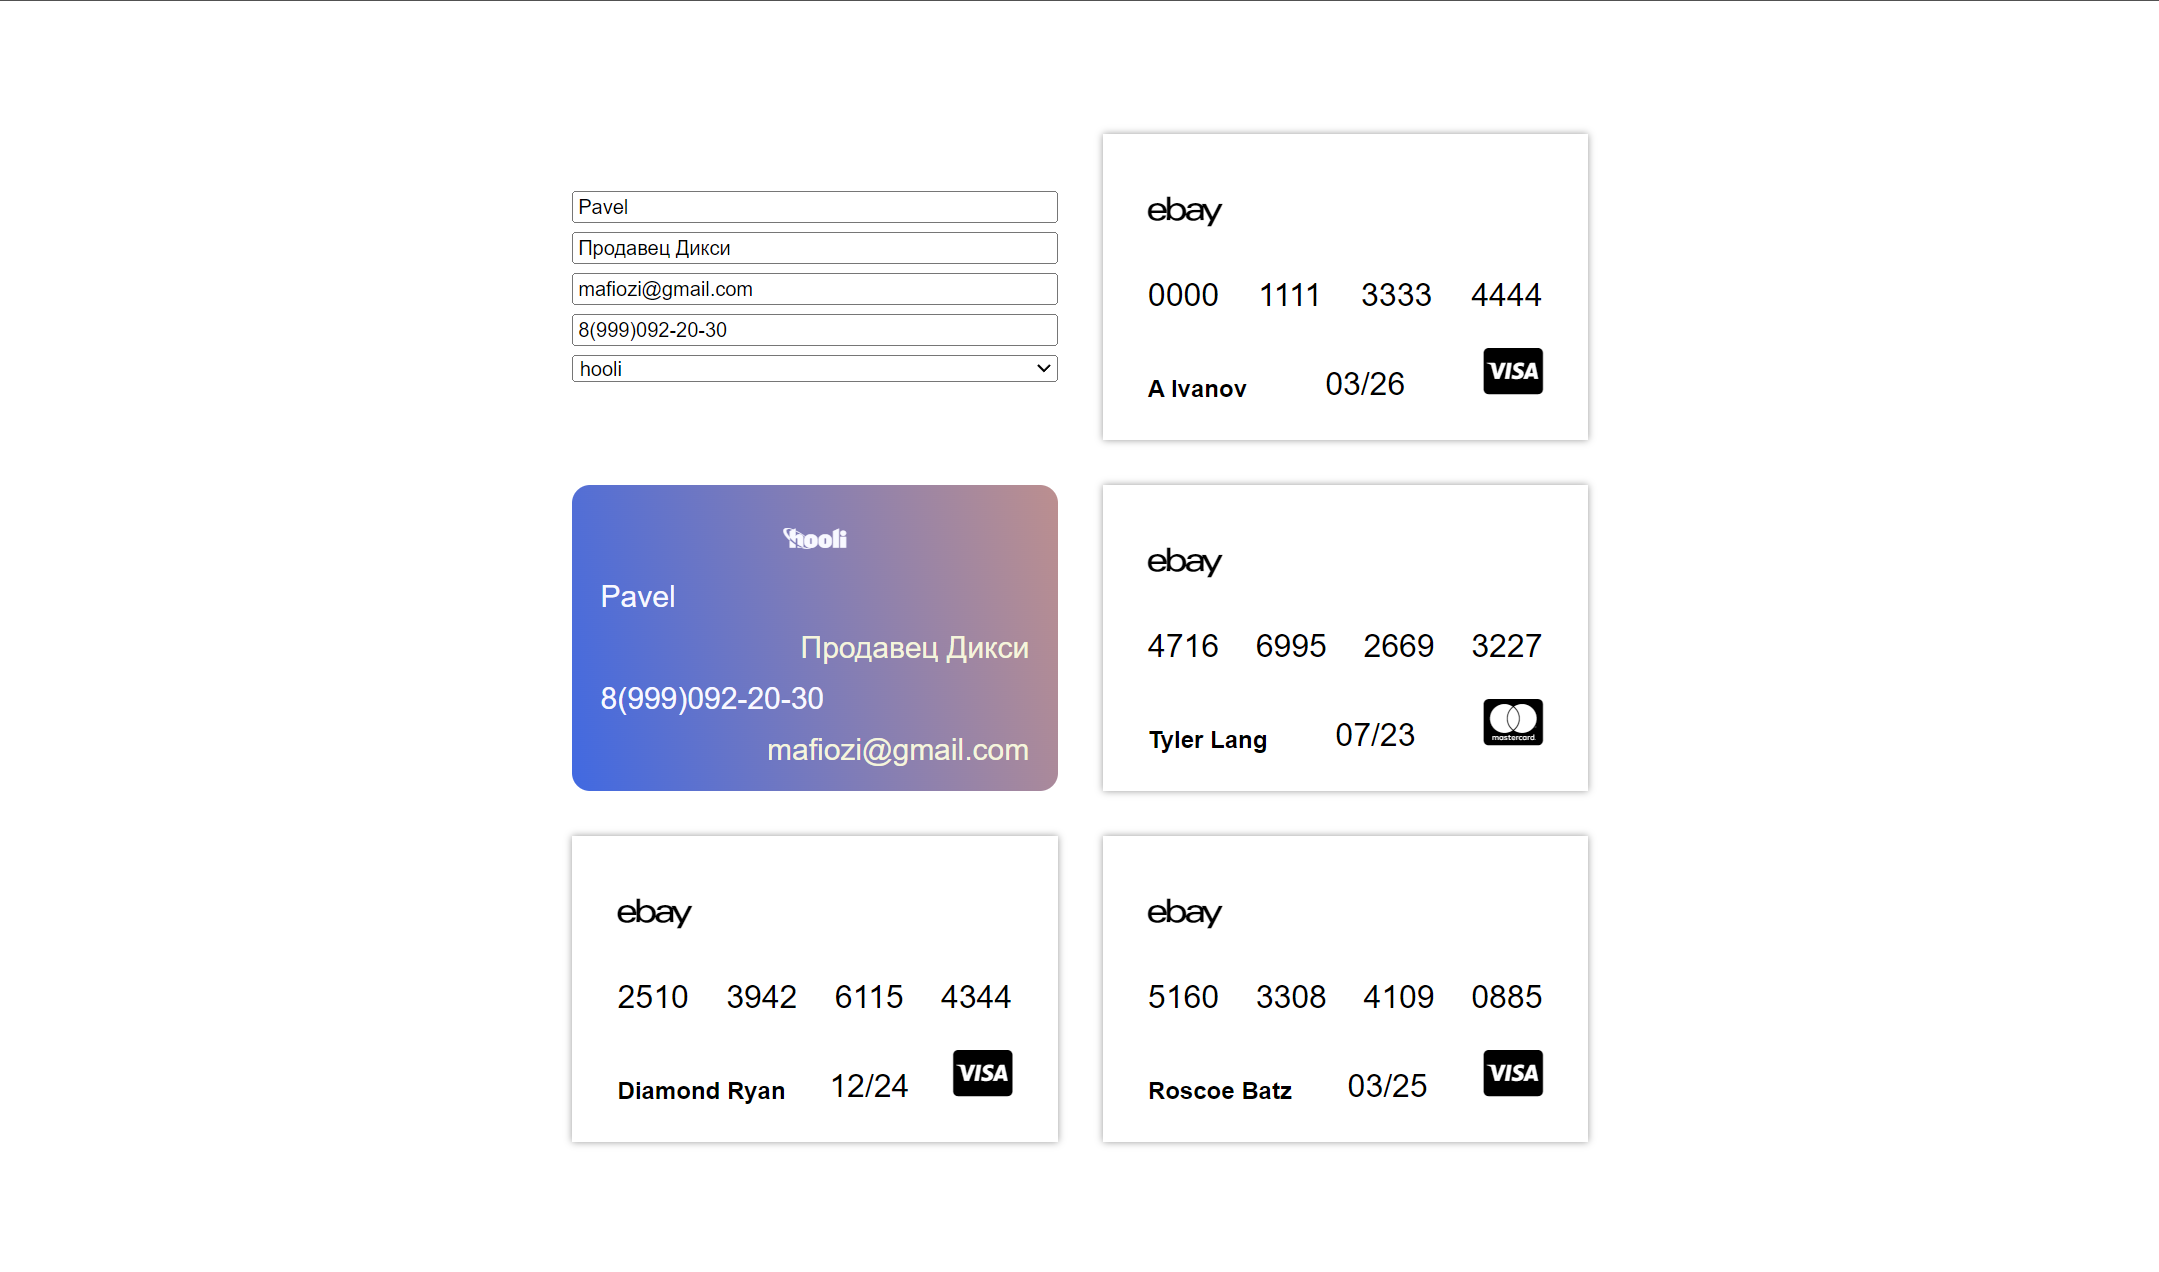 Pavel
Продавец Дикси
mafiozi@gmail.com
8(999)092-20-30
hooli
ebay
0000 1111 3333 4444
A Ivanov 03/26 VISA
hooli
Pavel
Продавец Дикси
8(999)092-20-30
mafiozi@gmail.com
ebay
4716 6995 2669 3227
Tyler Lang 07/23 mastercard
ebay
2510 3942 6115 4344
Diamond Ryan 12/24 VISA
ebay
5160 3308 4109 0885
Roscoe Batz 03/25 VISA